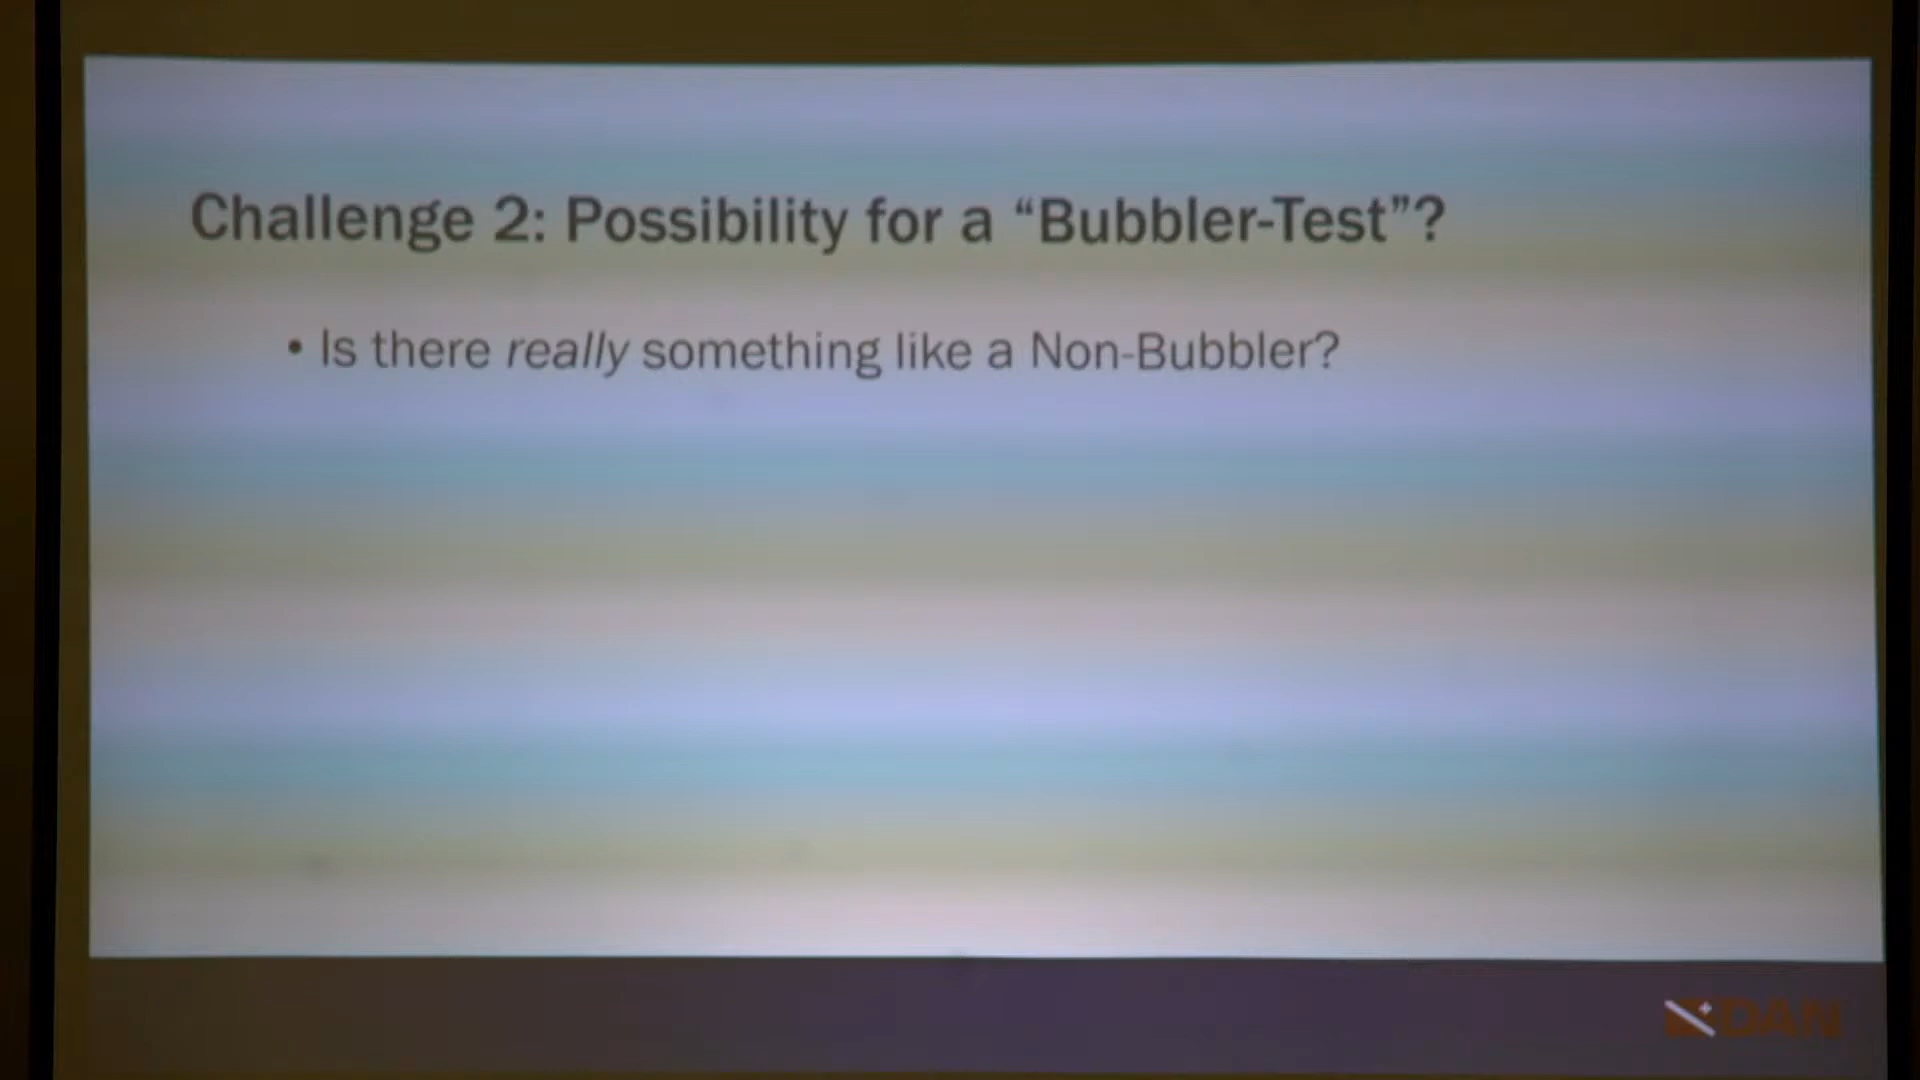 Challenge 2: Possibility for a “Bubbler-Test”?
• Is there really something like a Non-Bubbler?
DAN